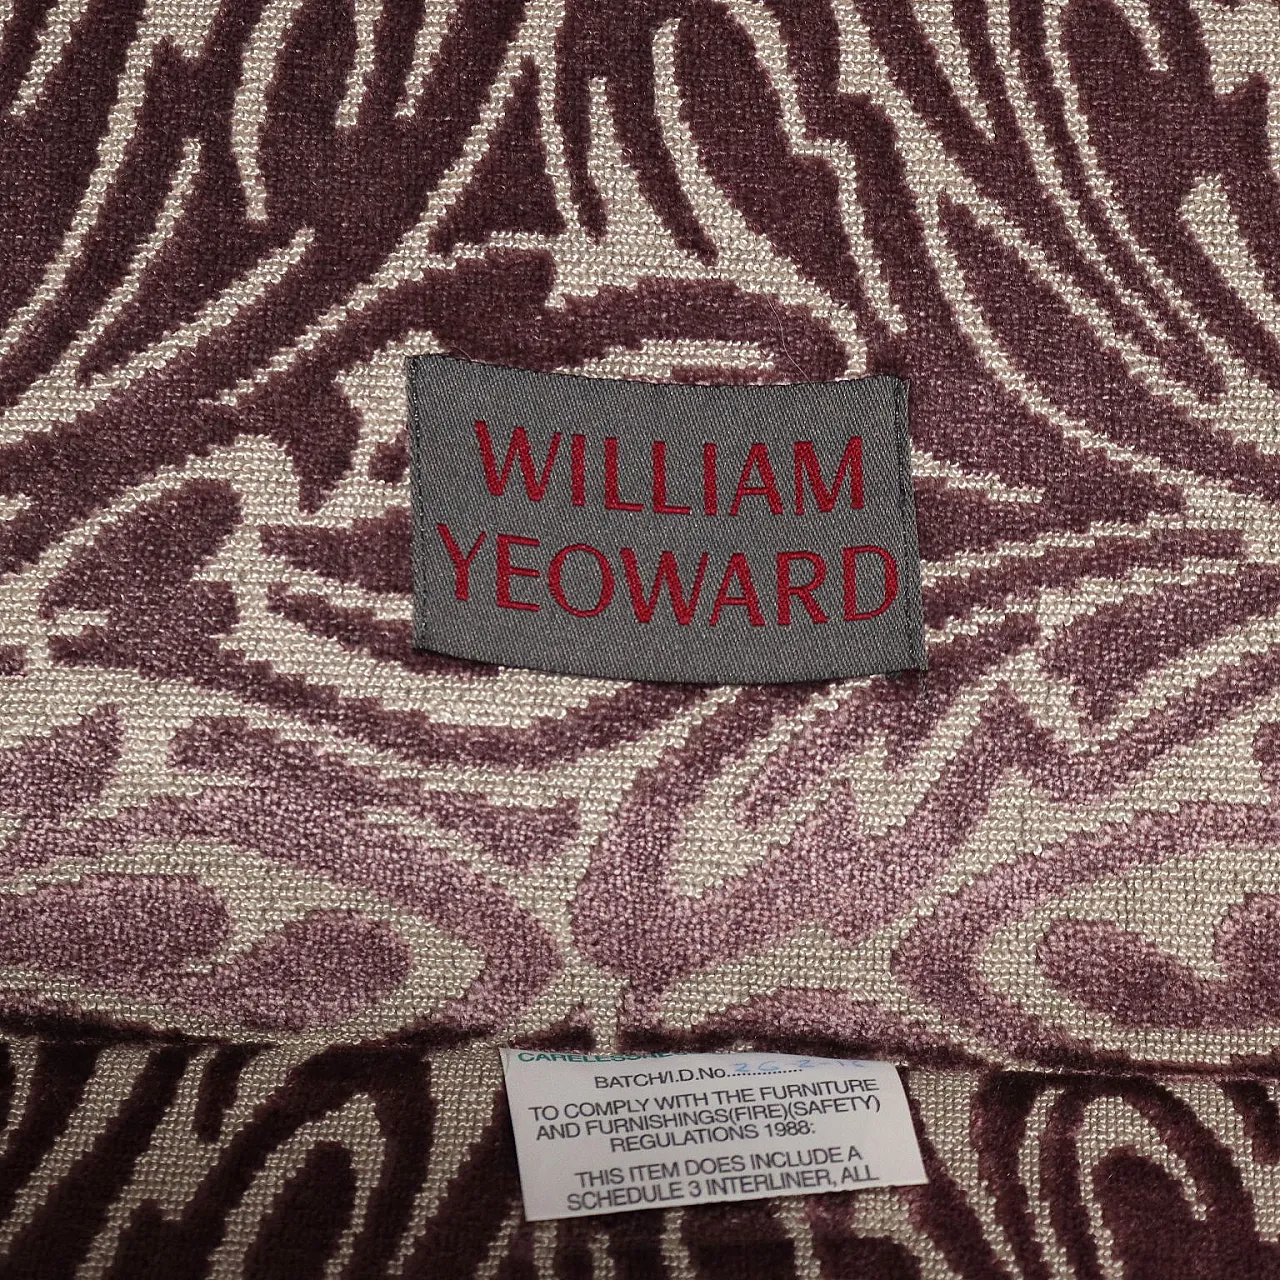 WILLIAM
YEOWARD
BATCH/I.D.No.
TO COMPLY WITH THE FURNITURE
AND FURNISHINGS(FIRE)(SAFETY)
REGULATIONS 1988:
THIS ITEM DOES INCLUDE A
SCHEDULE 3 INTERLINER, ALL